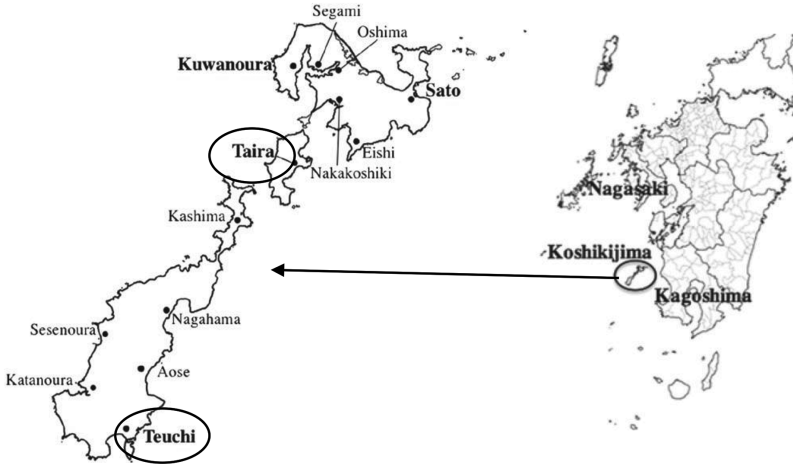 Segami
Oshima
Kuwanoura
Sato
Taira
Eishi
Nakakoshiki
Kashima
Nagahama
Sesenoura
Aose
Katanoura
Teuchi
Nagasaki
Koshikijima
Kagoshima